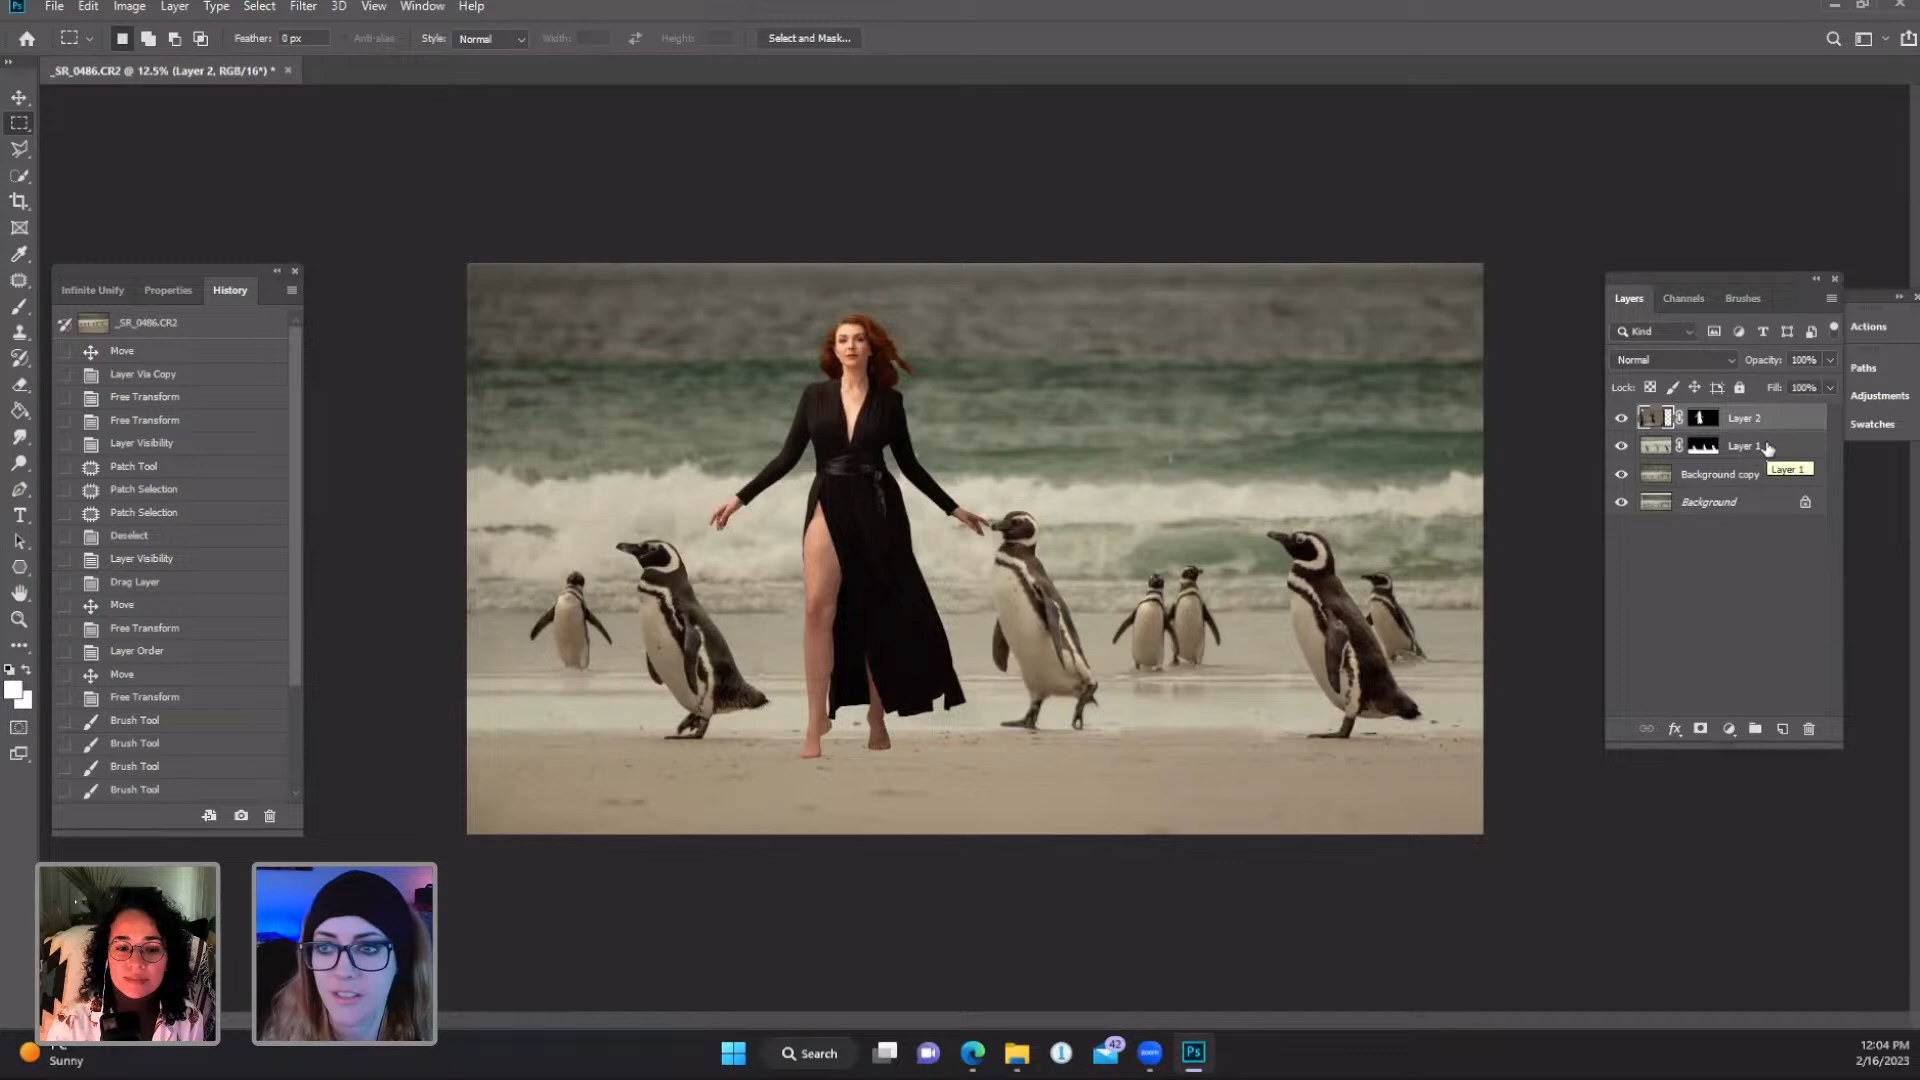 Ps File Edit Image Layer Type Select Filter 3D View Window Help
Feather: 0 px Anti-alias Style: Normal Width: Height: Select and Mask...
_SR_0486.CR2 @ 12.5% (Layer 2, RGB/16*) *
Infinite Unify Properties History
_SR_0486.CR2
Move
Layer Via Copy
Free Transform
Free Transform
Layer Visibility
Patch Tool
Patch Selection
Patch Selection
Deselect
Layer Visibility
Drag Layer
Move
Free Transform
Layer Order
Move
Free Transform
Brush Tool
Brush Tool
Brush Tool
Brush Tool
Layers Channels Brushes
Kind
Normal Opacity: 100%
Lock: Fill: 100%
Layer 2
Layer 1
Layer 1
Background copy
Background
fx
Actions
Paths
Adjustments
Swatches
Sunny
Search
42
zoom
Ps
12:04 PM
2/16/2023